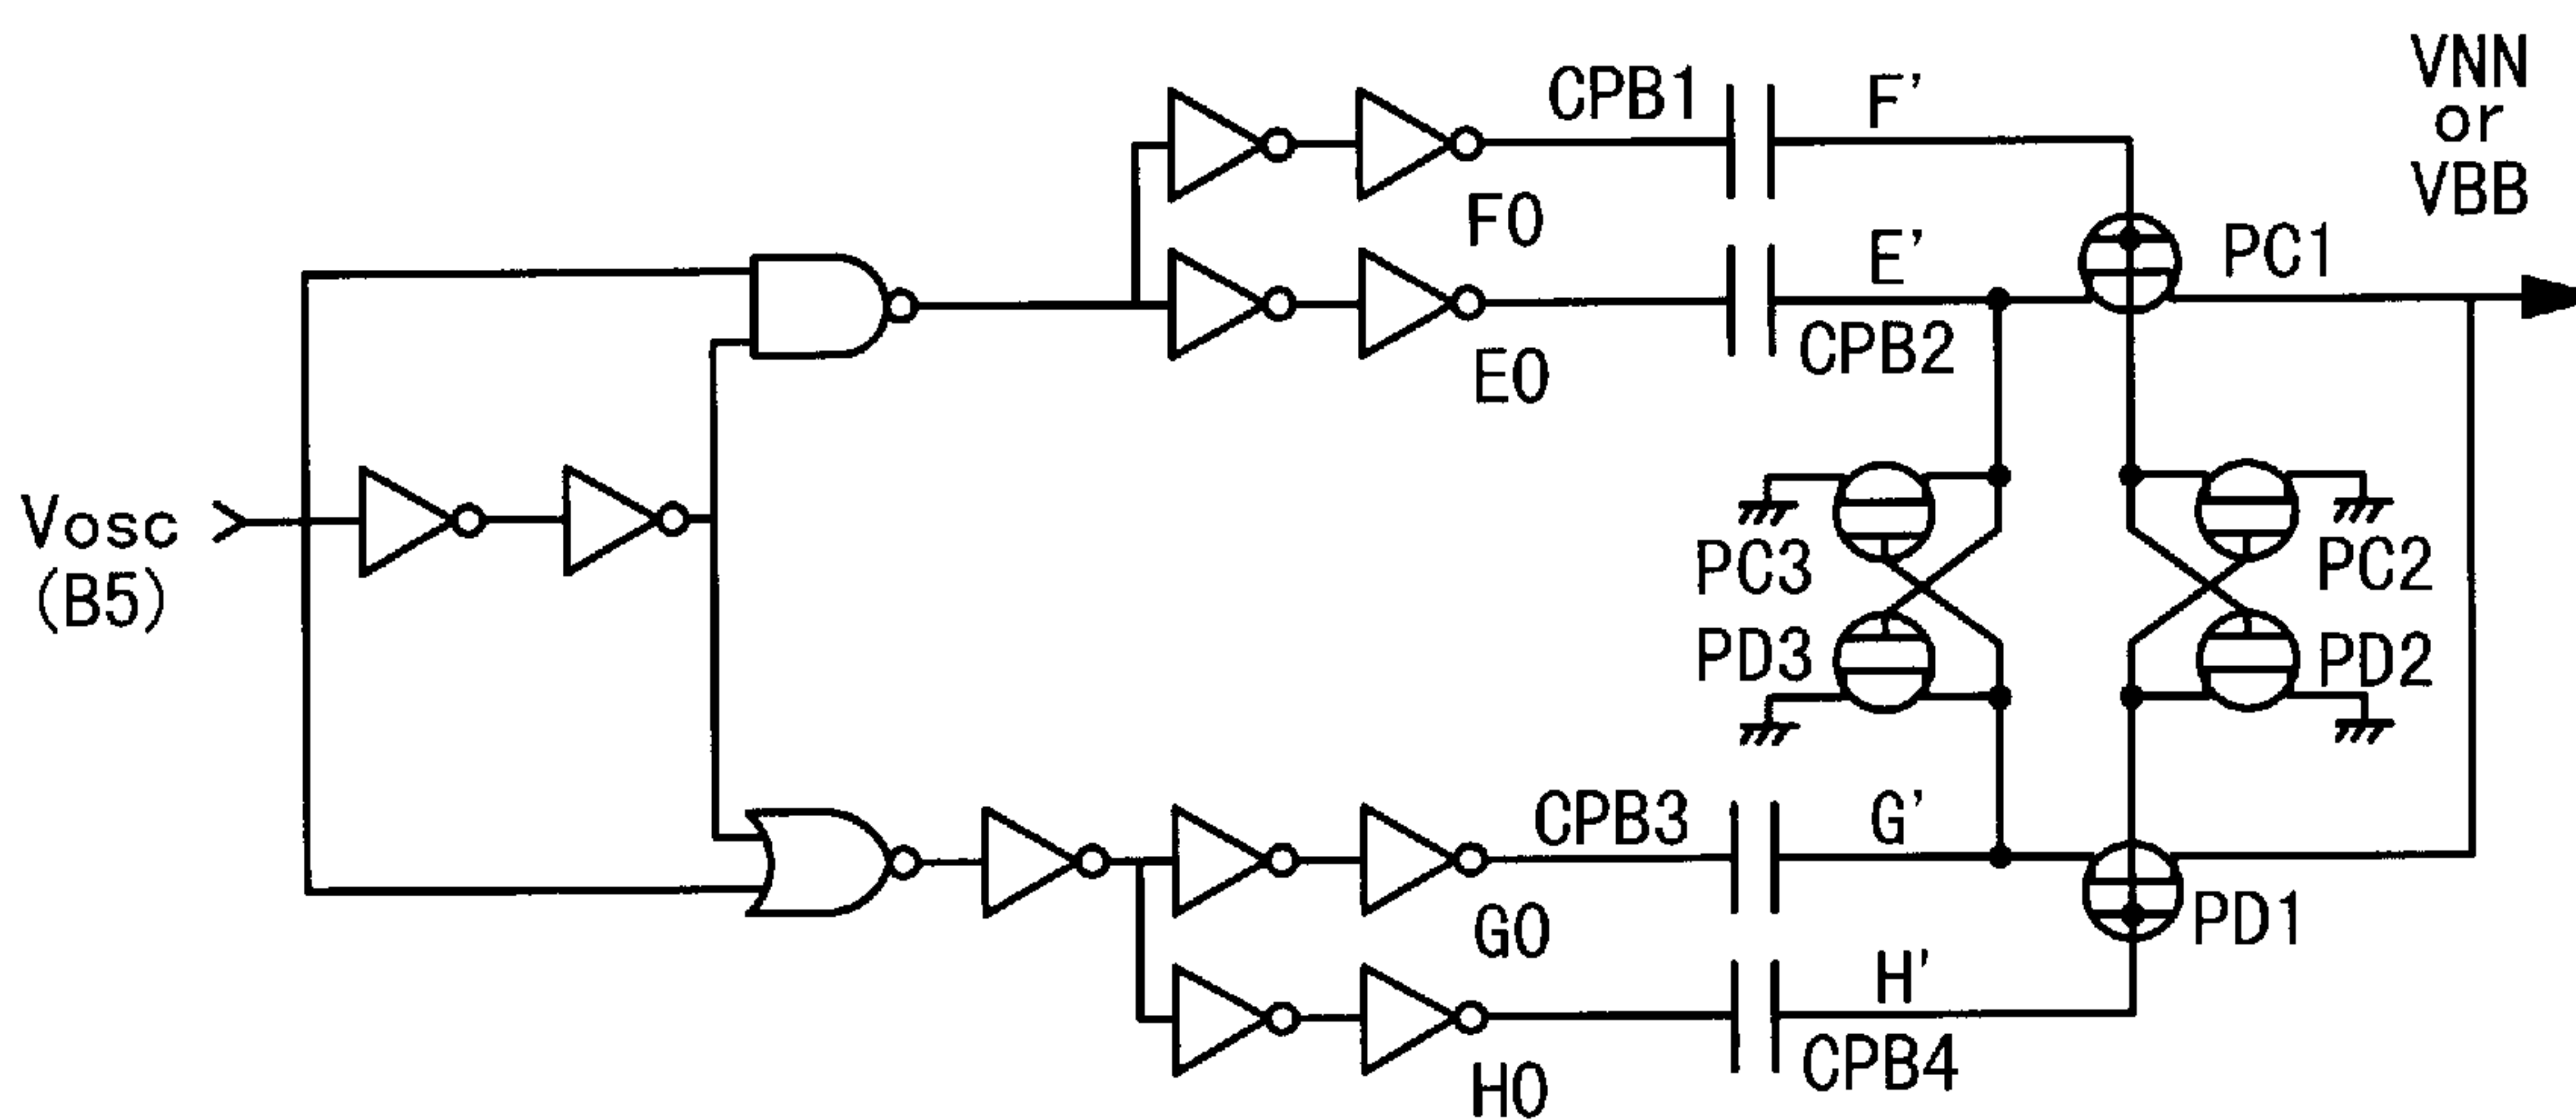 VNN
or
VBB
CPB1
F'
F0
PC1
E'
CPB2
E0
Vosc
(B5)
PC3
PC2
PD3
PD2
CPB3
G'
G0
PD1
H'
CPB4
H0